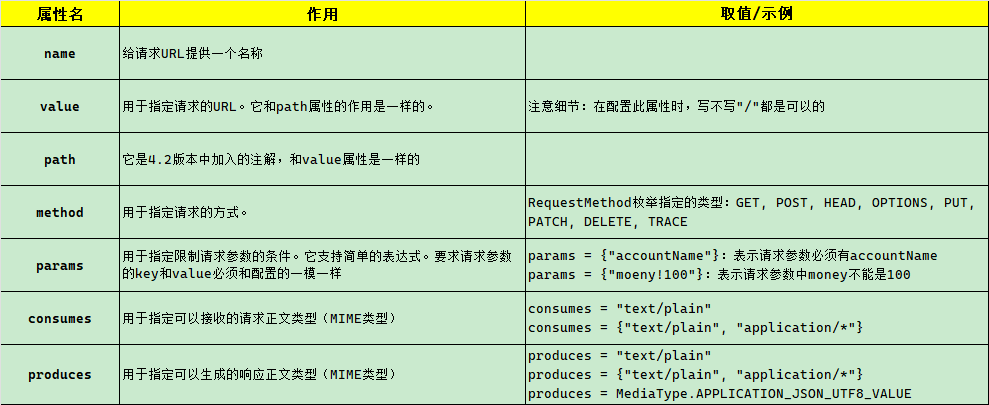 属性名 作用 取值/示例
name 给请求URL提供一个名称
value 用于指定请求的URL。它和path属性的作用是一样的。 注意细节：在配置此属性时，写不写"/"都是可以的
path 它是4.2版本中加入的注解，和value属性是一样的
method 用于指定请求的方式。 RequestMethod枚举指定的类型：GET, POST, HEAD, OPTIONS, PUT,
PATCH, DELETE, TRACE
params 用于指定限制请求参数的条件。它支持简单的表达式。要求请求参数
的key和value必须和配置的一模一样
params = {"accountName"}：表示请求参数必须有accountName
params = {"moeny!100"}：表示请求参数中money不能是100
consumes 用于指定可以接收的请求正文类型（MIME类型）
consumes = "text/plain"
consumes = {"text/plain", "application/*"}
produces 用于指定可以生成的响应正文类型（MIME类型）
produces = "text/plain"
produces = {"text/plain", "application/*"}
produces = MediaType.APPLICATION_JSON_UTF8_VALUE